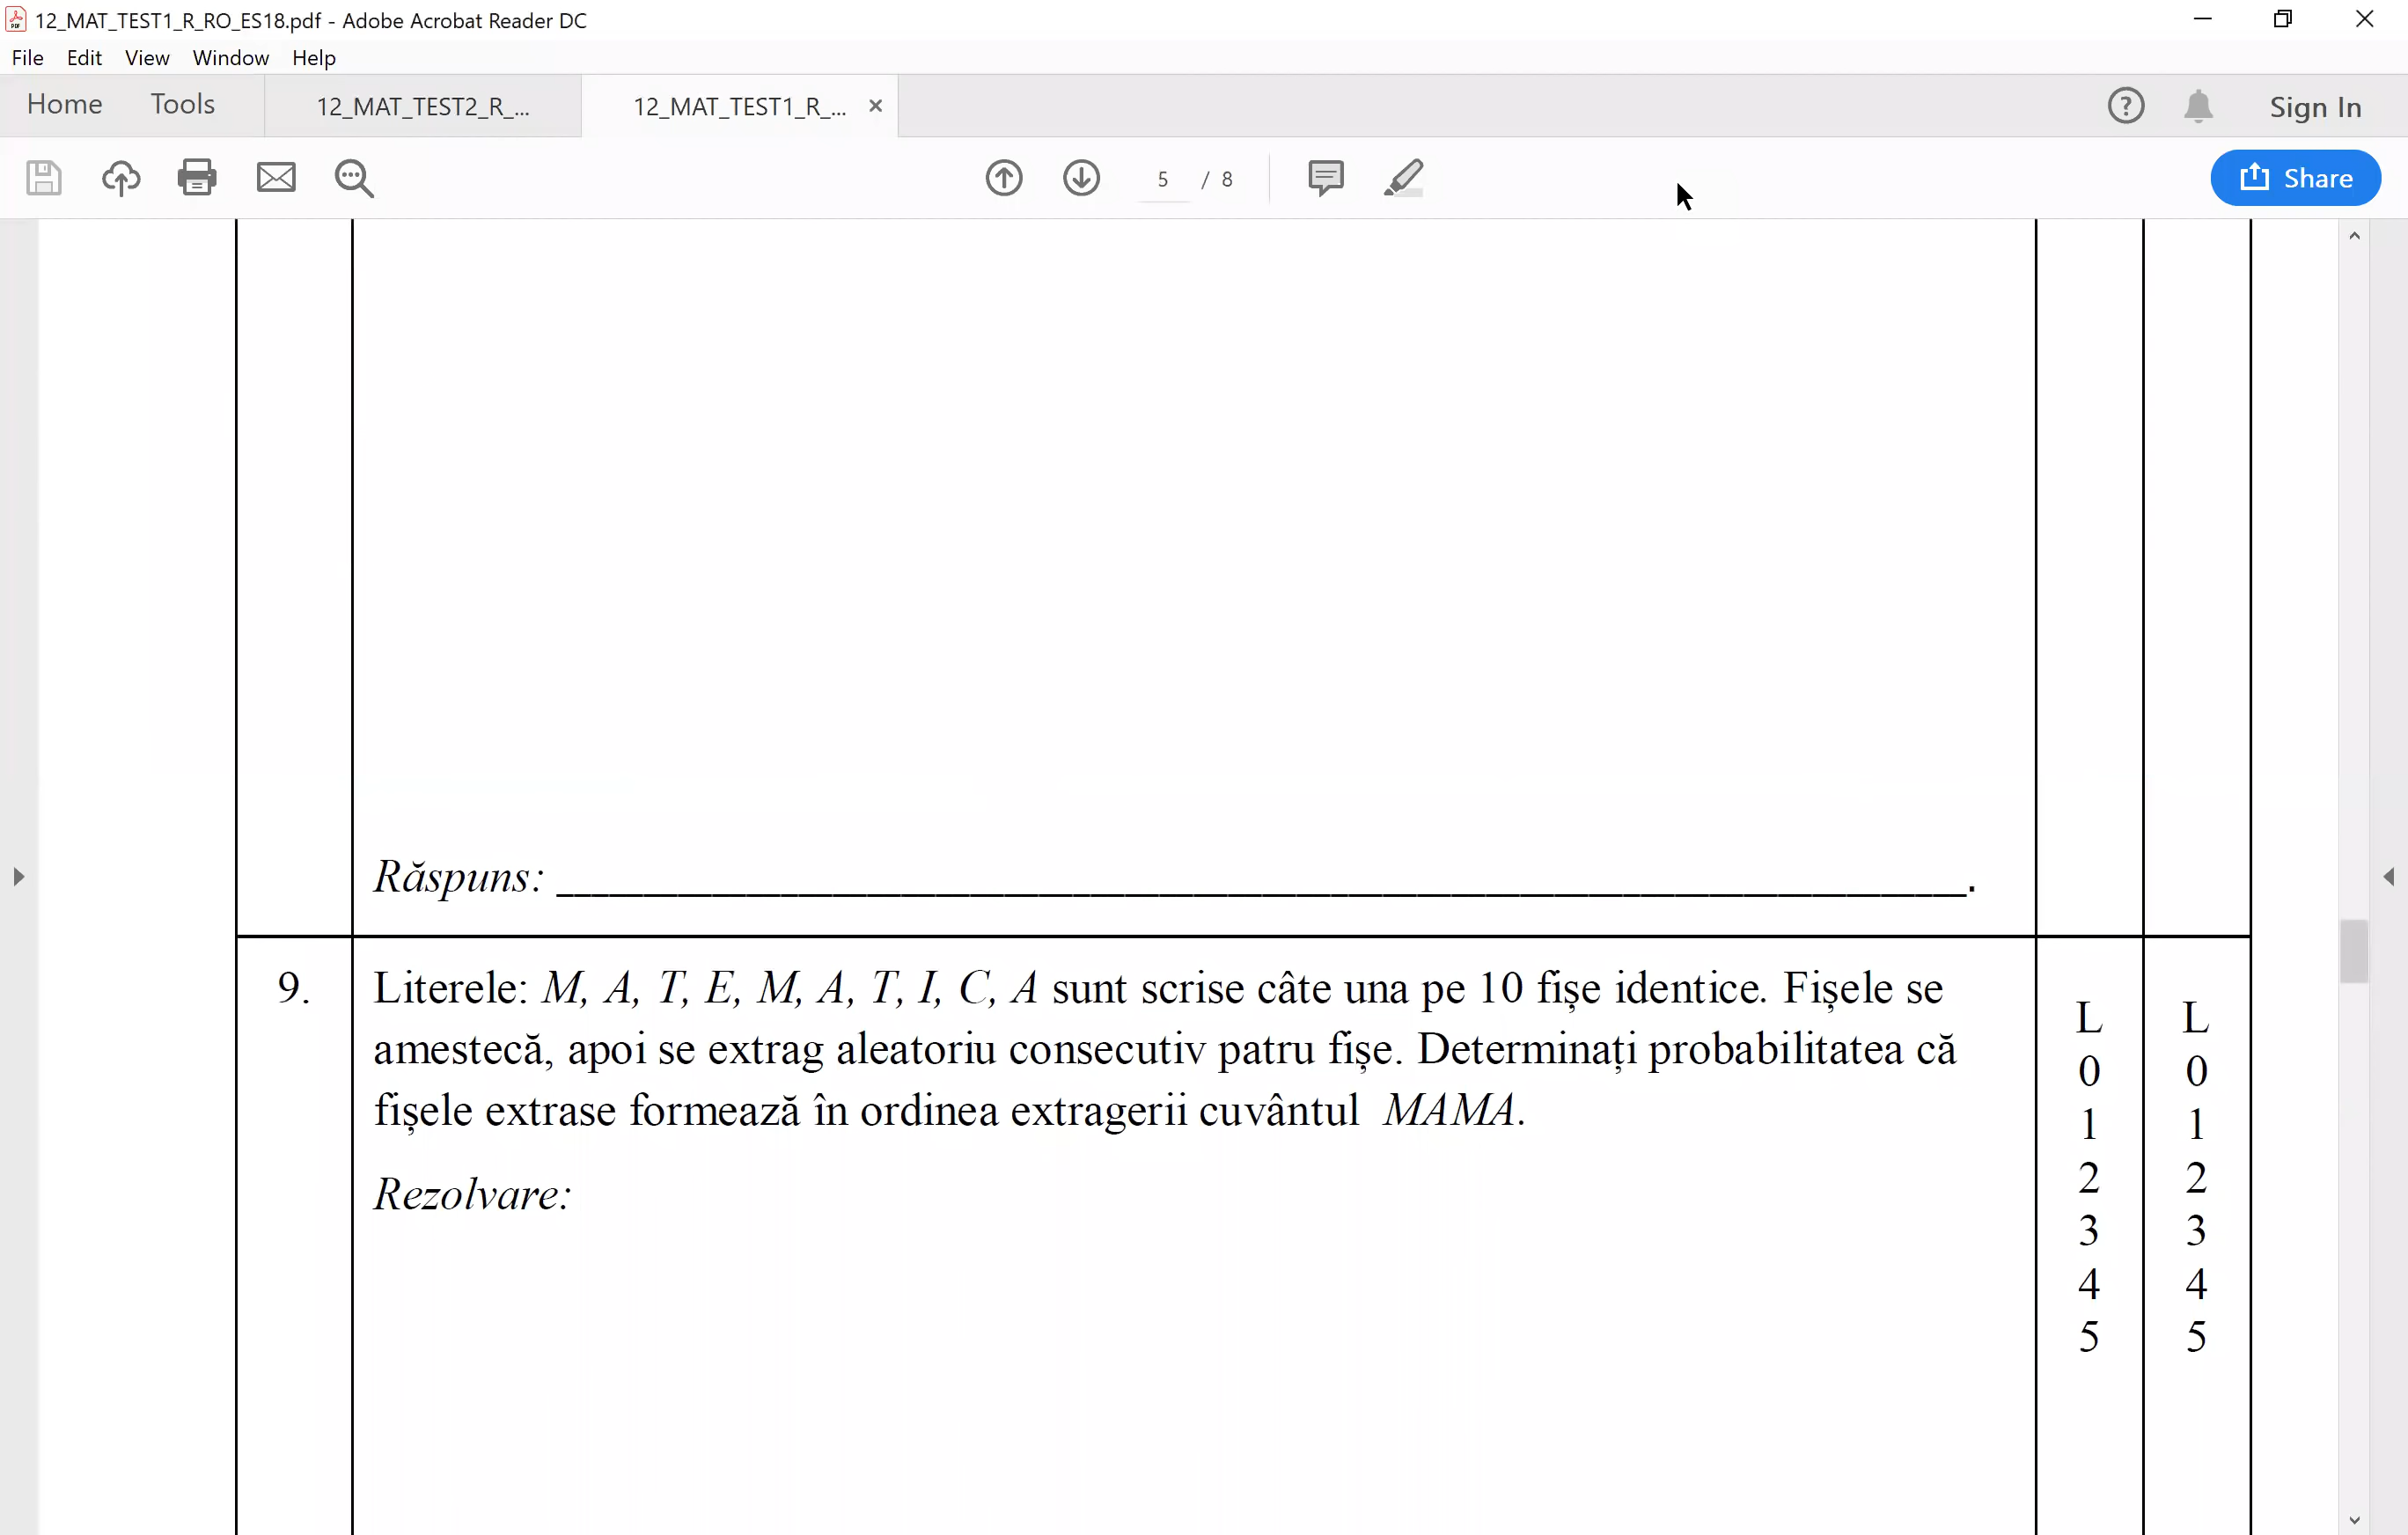 12_MAT_TEST1_R_RO_ES18.pdf - Adobe Acrobat Reader DC
File Edit View Window Help
Home Tools 12_MAT_TEST2_R_... 12_MAT_TEST1_R_... × ? Sign In
5 / 8 Share
Răspuns: ____________________.
9. Literele: M, A, T, E, M, A, T, I, C, A sunt scrise câte una pe 10 fișe identice. Fișele se
amestecă, apoi se extrag aleatoriu consecutiv patru fișe. Determinați probabilitatea că
fișele extrase formează în ordinea extragerii cuvântul MAMA.
Rezolvare:
L L
0 0
1 1
2 2
3 3
4 4
5 5